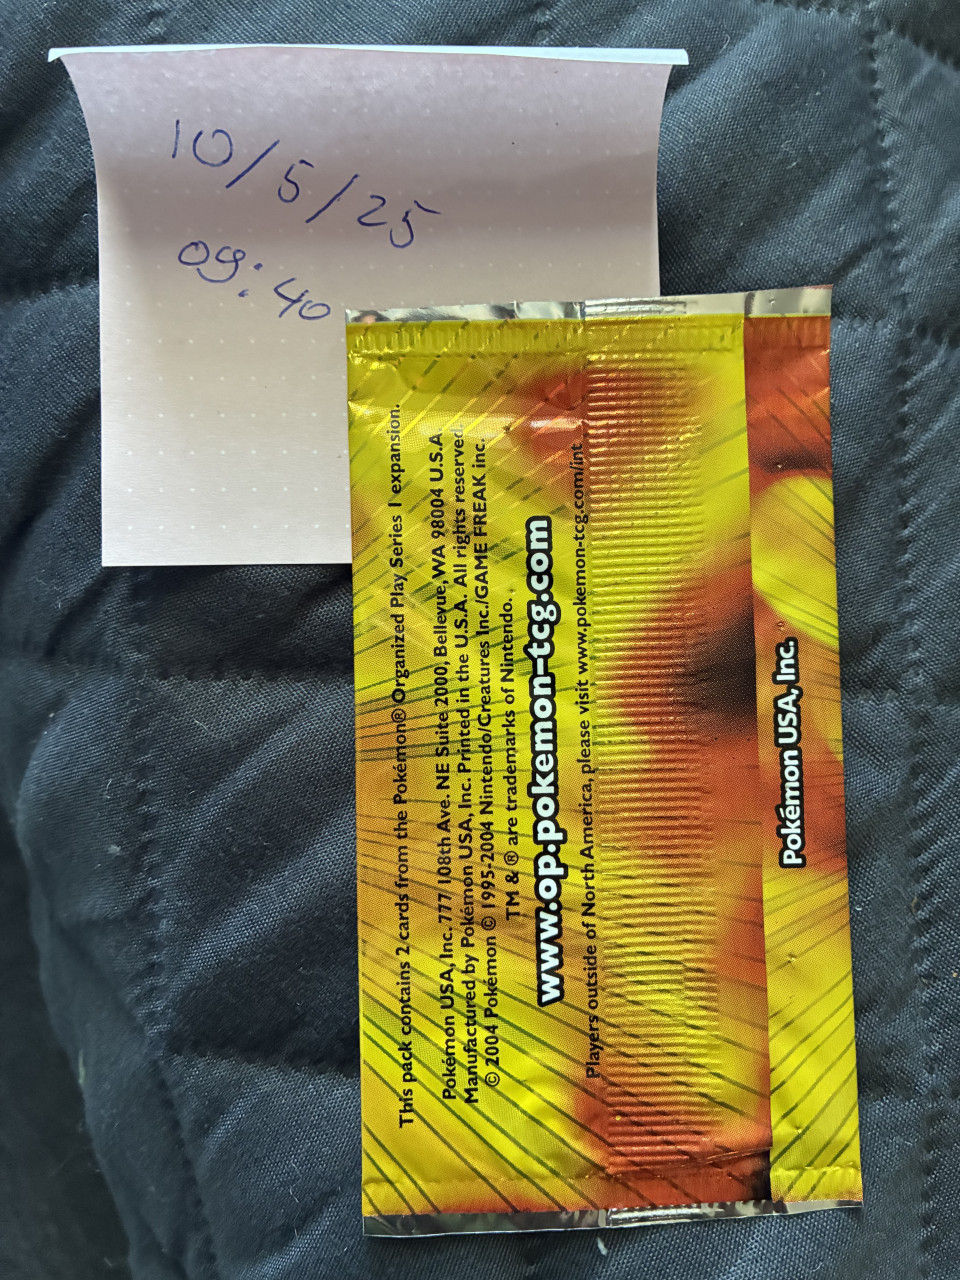 10/5/25
09:40
This pack contains 2 cards from the Pokémon® Organized Play Series 1 expansion.
Pokémon USA, Inc. 777 108th Ave. NE Suite 2000, Bellevue, WA 98004 U.S.A.
Manufactured by Pokémon USA, Inc. Printed in the U.S.A. All rights reserved.
© 2004 Pokémon © 1995-2004 Nintendo/Creatures Inc./GAME FREAK inc.
TM & ® are trademarks of Nintendo.
www.op.pokemon-tcg.com
Players outside of North America, please visit www.pokemon-tcg.com/int
Pokémon USA, Inc.